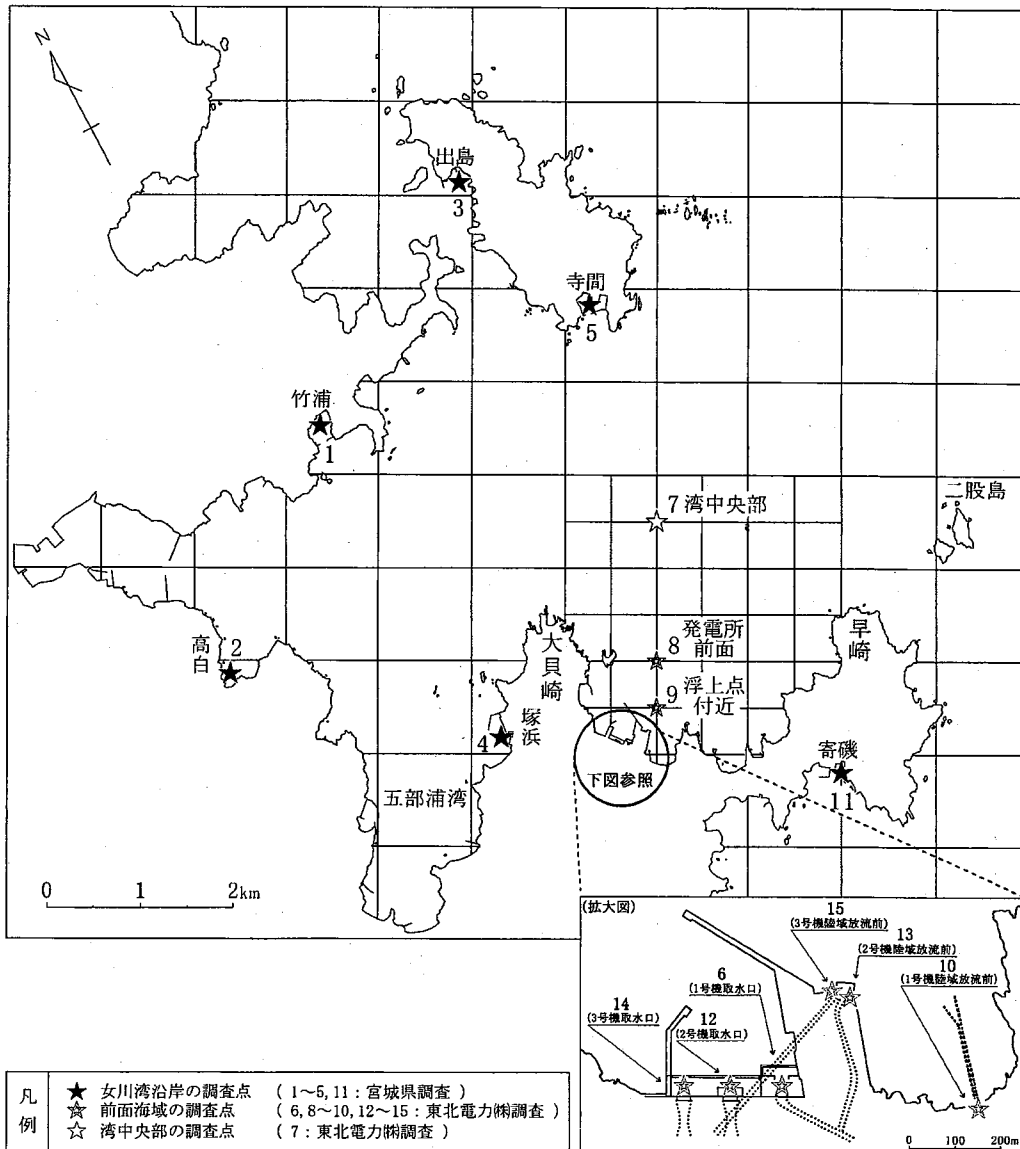 N
出島
3
寺間
5
竹浦
1
二股島
7 湾中央部
高白
2
大貝崎
発電所
前面
8
早崎
浮上点
付近
9
塚浜
4
寄磯
11
下図参照
五部浦湾
0 1 2km
(拡大図)
15
(3号機陸域放流前)
13
(2号機陸域放流前)
10
(1号機陸域放流前)
6
(1号機取水口)
14
(3号機取水口)
12
(2号機取水口)
0 100 200m
凡例
★ 女川湾沿岸の調査点 (1~5,11:宮城県調査)
☆ 前面海域の調査点 (6,8~10,12~15:東北電力㈱調査)
☆ 湾中央部の調査点 (7:東北電力㈱調査)